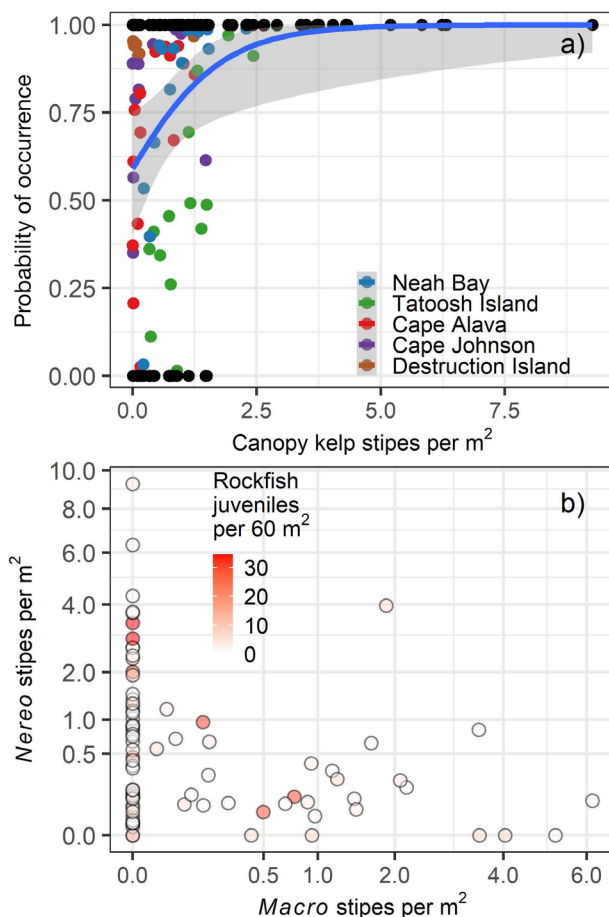 a)
1.00
0.75
0.50
0.25
0.00
Probability of occurrence
Neah Bay
Tatoosh Island
Cape Alava
Cape Johnson
Destruction Island
0.0 2.5 5.0 7.5
Canopy kelp stipes per m²
b)
Rockfish
juveniles
per 60 m²
30
20
10
0
10.0
8.0
6.0
4.0
2.0
1.0
0.5
0.0
Nereo stipes per m²
0.0 0.5 1.0 2.0 4.0 6.0
Macro stipes per m²